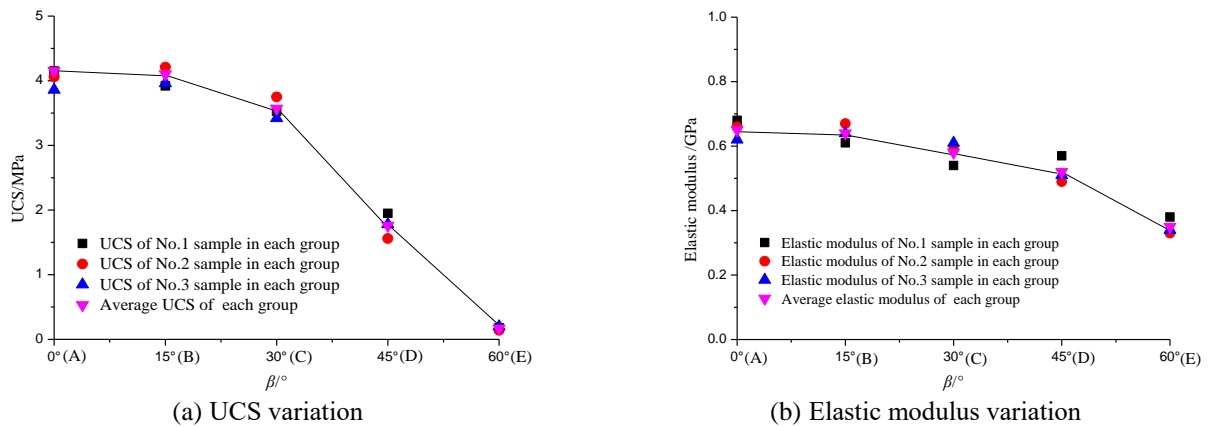 5
4
3
2
1
0
UCS/MPa
UCS of No.1 sample in each group
UCS of No.2 sample in each group
UCS of No.3 sample in each group
Average UCS of each group
0°(A) 15°(B) 30°(C) 45°(D) 60°(E)
β/°
(a) UCS variation
1.0
0.8
0.6
0.4
0.2
0.0
Elastic modulus /GPa
Elastic modulus of No.1 sample in each group
Elastic modulus of No.2 sample in each group
Elastic modulus of No.3 sample in each group
Average elastic modulus of each group
0°(A) 15°(B) 30°(C) 45°(D) 60°(E)
β/°
(b) Elastic modulus variation